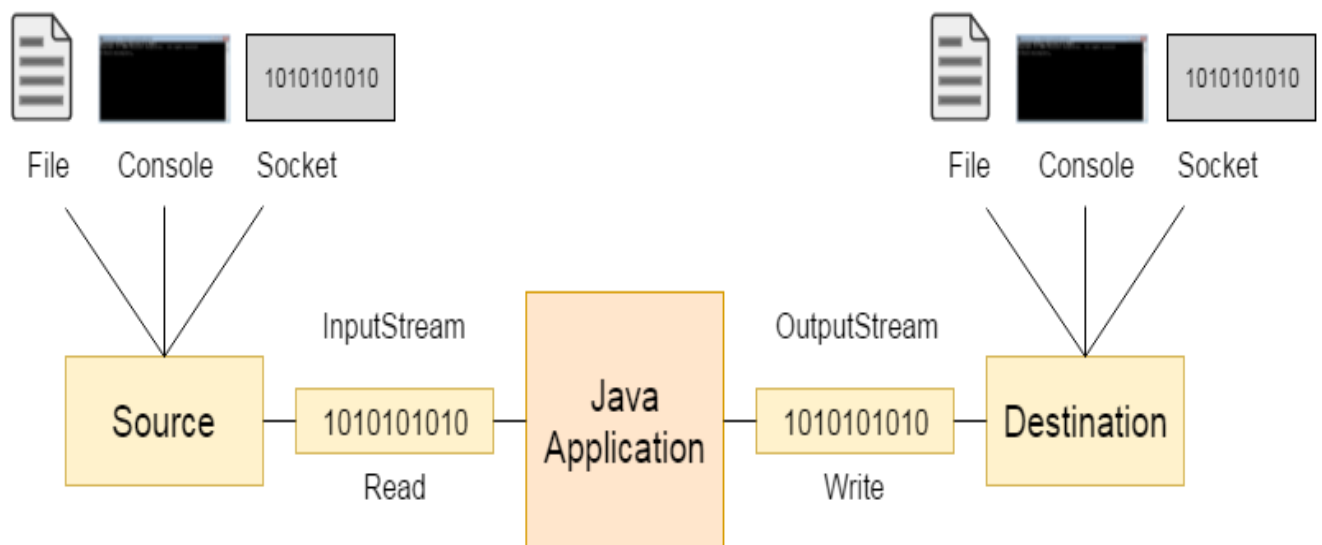 1010101010
1010101010
File Console Socket
File Console Socket
InputStream
OutputStream
Source
1010101010
Java
Application
1010101010
Destination
Read
Write